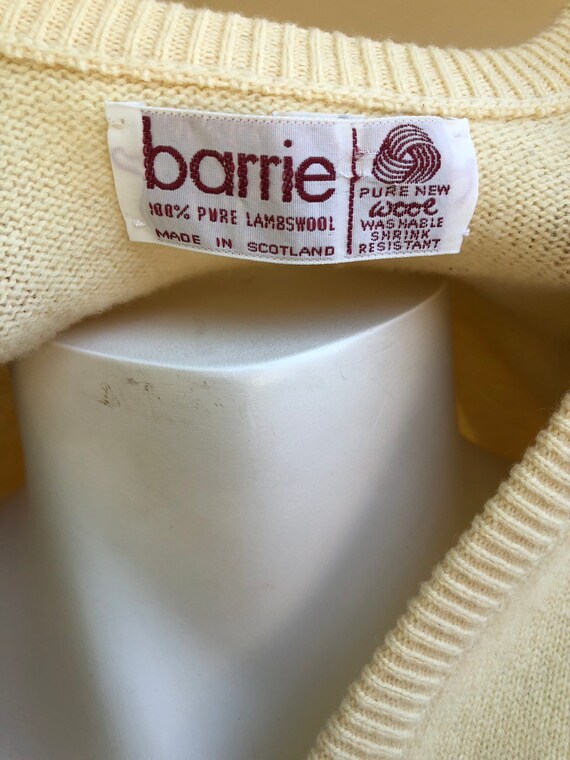 barrie
100% PURE LAMBSWOOL
MADE IN SCOTLAND
PURE NEW
wool
WASHABLE
SHRINK
RESISTANT